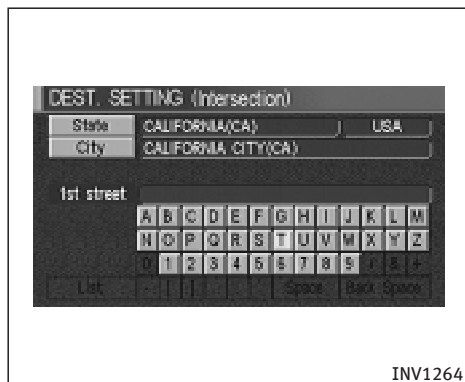 DEST. SETTING (Intersection)
State CALIFORNIA(CA) USA
City CALIFORNIA CITY(CA)
1st street
A B C D E F G H I J K L M
N O P Q R S T U V W X Y Z
0 1 2 3 4 5 6 7 8 9 / & +
List - [ ] Space Back Space
INV1264